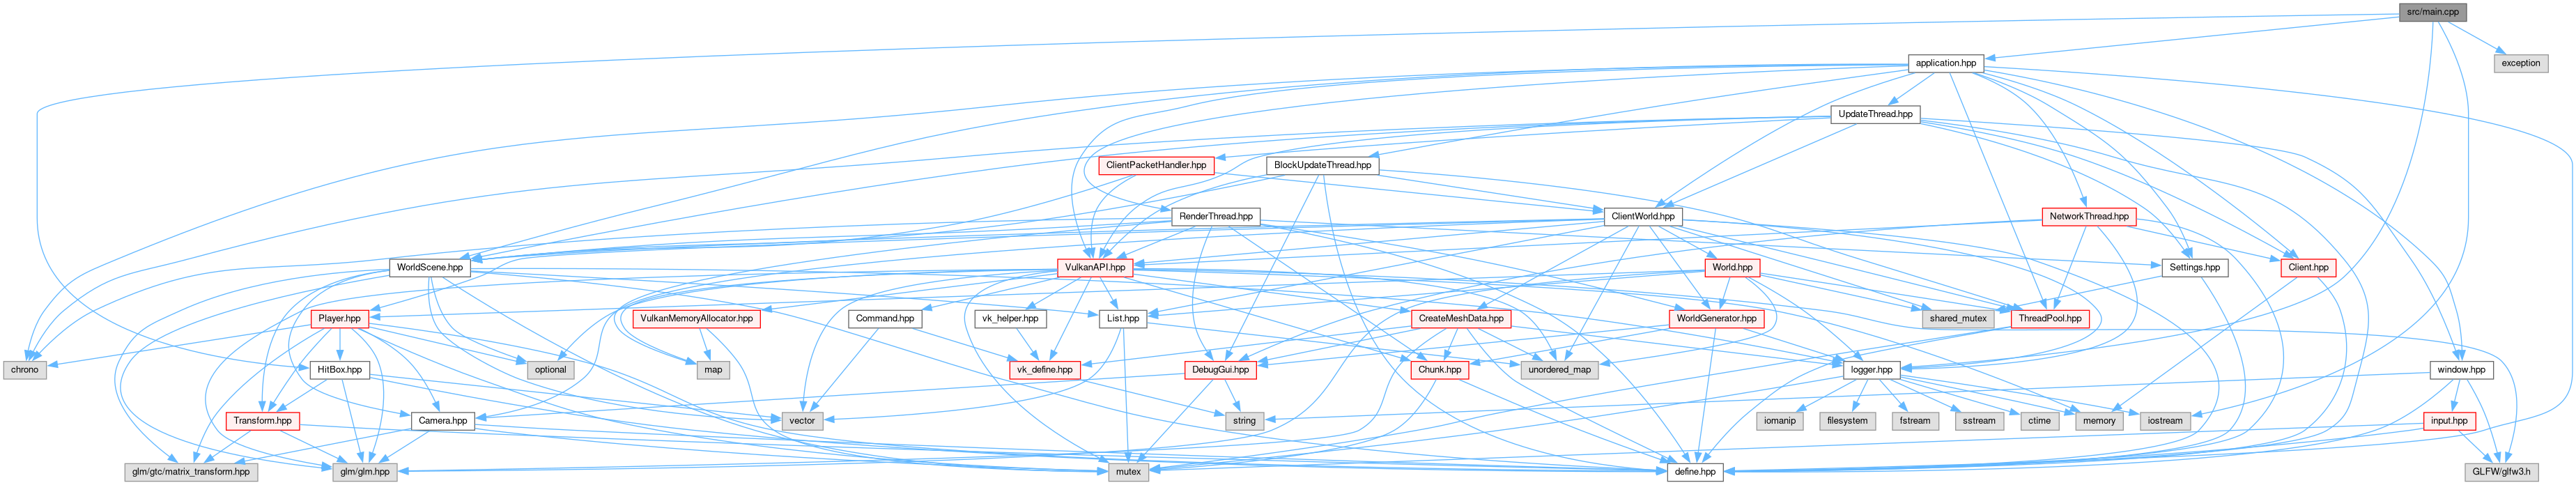 src/main.cpp
application.hpp
exception
UpdateThread.hpp
ClientPacketHandler.hpp
BlockUpdateThread.hpp
RenderThread.hpp
ClientWorld.hpp
NetworkThread.hpp
WorldScene.hpp
VulkanAPI.hpp
World.hpp
Settings.hpp
Client.hpp
Player.hpp
VulkanMemoryAllocator.hpp
Command.hpp
vk_helper.hpp
List.hpp
CreateMeshData.hpp
WorldGenerator.hpp
shared_mutex
ThreadPool.hpp
chrono
HitBox.hpp
optional
map
vk_define.hpp
DebugGui.hpp
Chunk.hpp
unordered_map
logger.hpp
window.hpp
Transform.hpp
Camera.hpp
vector
string
iomanip
filesystem
fstream
sstream
ctime
memory
iostream
input.hpp
glm/gtc/matrix_transform.hpp
glm/glm.hpp
mutex
define.hpp
GLFW/glfw3.h